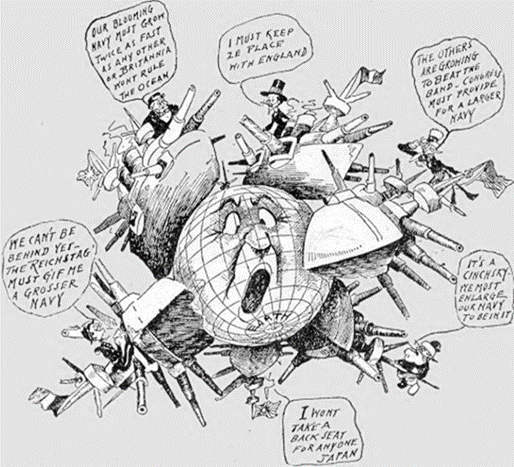 OUR BLOOMING
NAVY MUST GROW
TWICE AS FAST
AS ANY OTHER
OR BRITANNIA
WONT RULE
THE OCEAN
I MUST KEEP
ZE PLACE
WITH ENGLAND
THE OTHERS
ARE GROWING
TO BEAT THE
BAND - CONGRESS
MUST PROVIDE
FOR A LARGER
NAVY
WE CAN'T BE
BEHIND YET-
THE REICHSTAG
MUST GIF ME
A GROSSER
NAVY
EARTH
IT'S A
CINCHSKY-
WE MOST
ENLARGE
OUR NAVY
TO BE IN IT
I WONT
TAKE A
BACK SEAT
FOR ANYONE
JAPAN